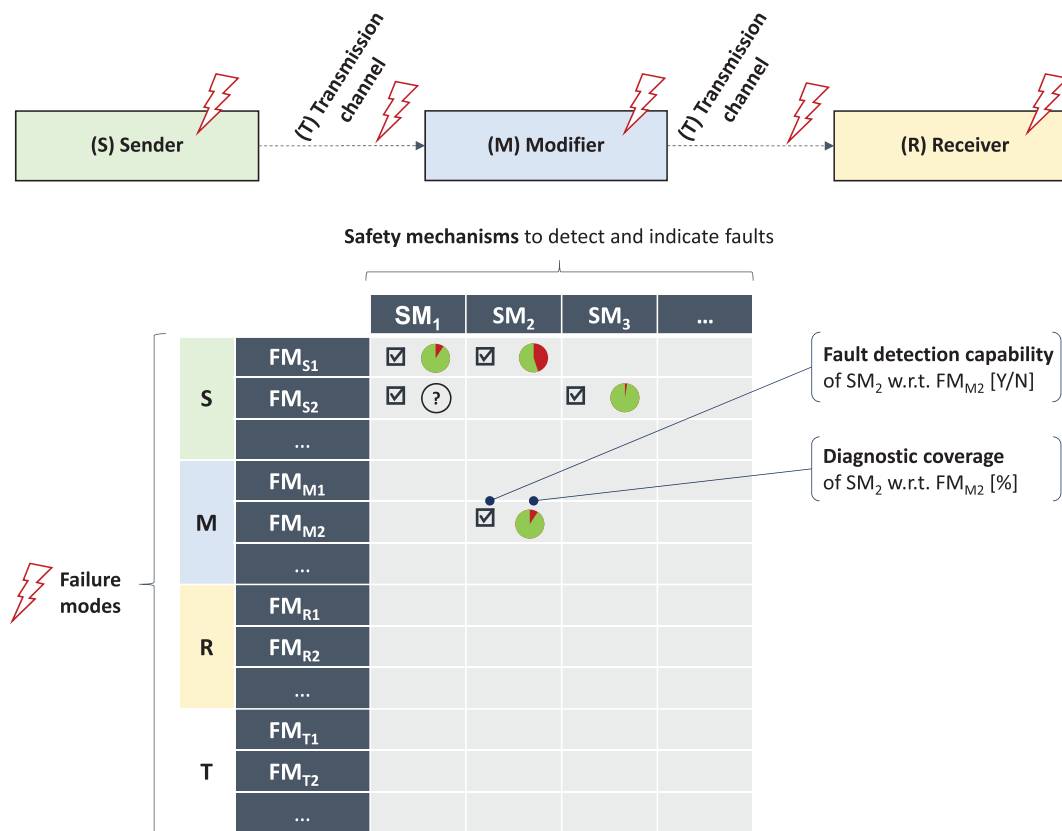 (T) Transmission
channel
(T) Transmission
channel
(S) Sender
(M) Modifier
(R) Receiver
Safety mechanisms to detect and indicate faults
SM1 SM2 SM3 ...
S
FMS1
FMS2
?
...
M
FMM1
FMM2
...
R
FMR1
FMR2
...
T
FMT1
FMT2
...
Failure
modes
Fault detection capability
of SM2 w.r.t. FMM2 [Y/N]
Diagnostic coverage
of SM2 w.r.t. FMM2 [%]